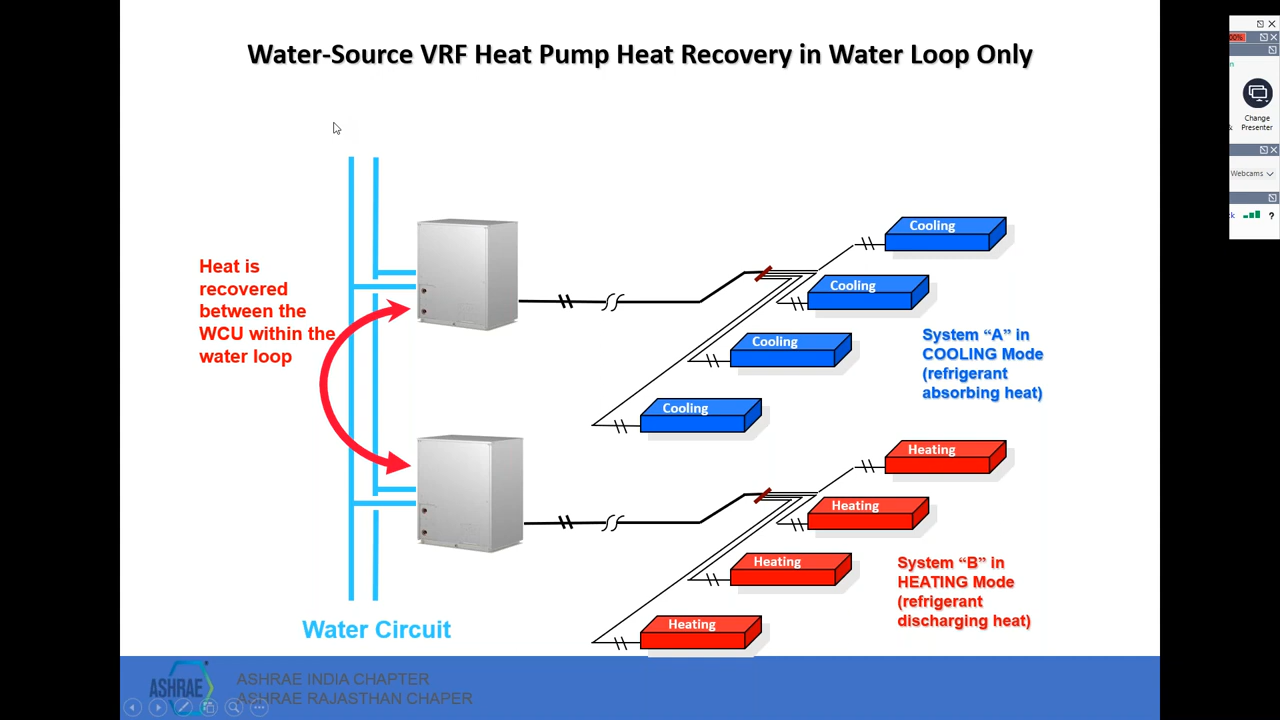 Water-Source VRF Heat Pump Heat Recovery in Water Loop Only
Heat is
recovered
between the
WCU within the
water loop
Cooling
Cooling
Cooling
Cooling
System “A” in
COOLING Mode
(refrigerant
absorbing heat)
Heating
Heating
Heating
Heating
System “B” in
HEATING Mode
(refrigerant
discharging heat)
Water Circuit
ASHRAE
ASHRAE INDIA CHAPTER
ASHRAE RAJASTHAN CHAPER
Change
Presenter
Webcams
?